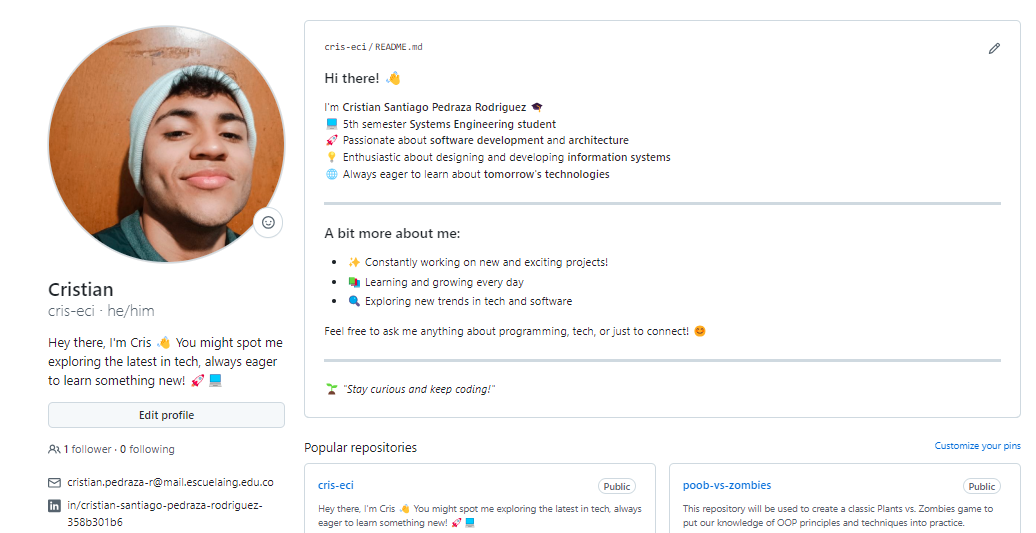 cris-eci / README.md
Hi there! 👋
I'm Cristian Santiago Pedraza Rodriguez 🎓
💻 5th semester Systems Engineering student
🚀 Passionate about software development and architecture
💡 Enthusiastic about designing and developing information systems
🌐 Always eager to learn about tomorrow's technologies
A bit more about me:
• ✨ Constantly working on new and exciting projects!
• 📚 Learning and growing every day
• 🔍 Exploring new trends in tech and software
Feel free to ask me anything about programming, tech, or just to connect! 😊
🌱 "Stay curious and keep coding!"
Cristian
cris-eci · he/him
Hey there, I'm Cris 👋 You might spot me
exploring the latest in tech, always eager
to learn something new! 🚀 💻
Edit profile
1 follower · 0 following
cristian.pedraza-r@mail.escuelaing.edu.co
in/cristian-santiago-pedraza-rodriguez-
358b301b6
Popular repositories
Customize your pins
cris-eci
Public
Hey there, I'm Cris 👋 You might spot me exploring the latest in tech, always
eager to learn something new! 🚀 💻
poob-vs-zombies
Public
This repository will be used to create a classic Plants vs. Zombies game to
put our knowledge of OOP principles and techniques into practice.